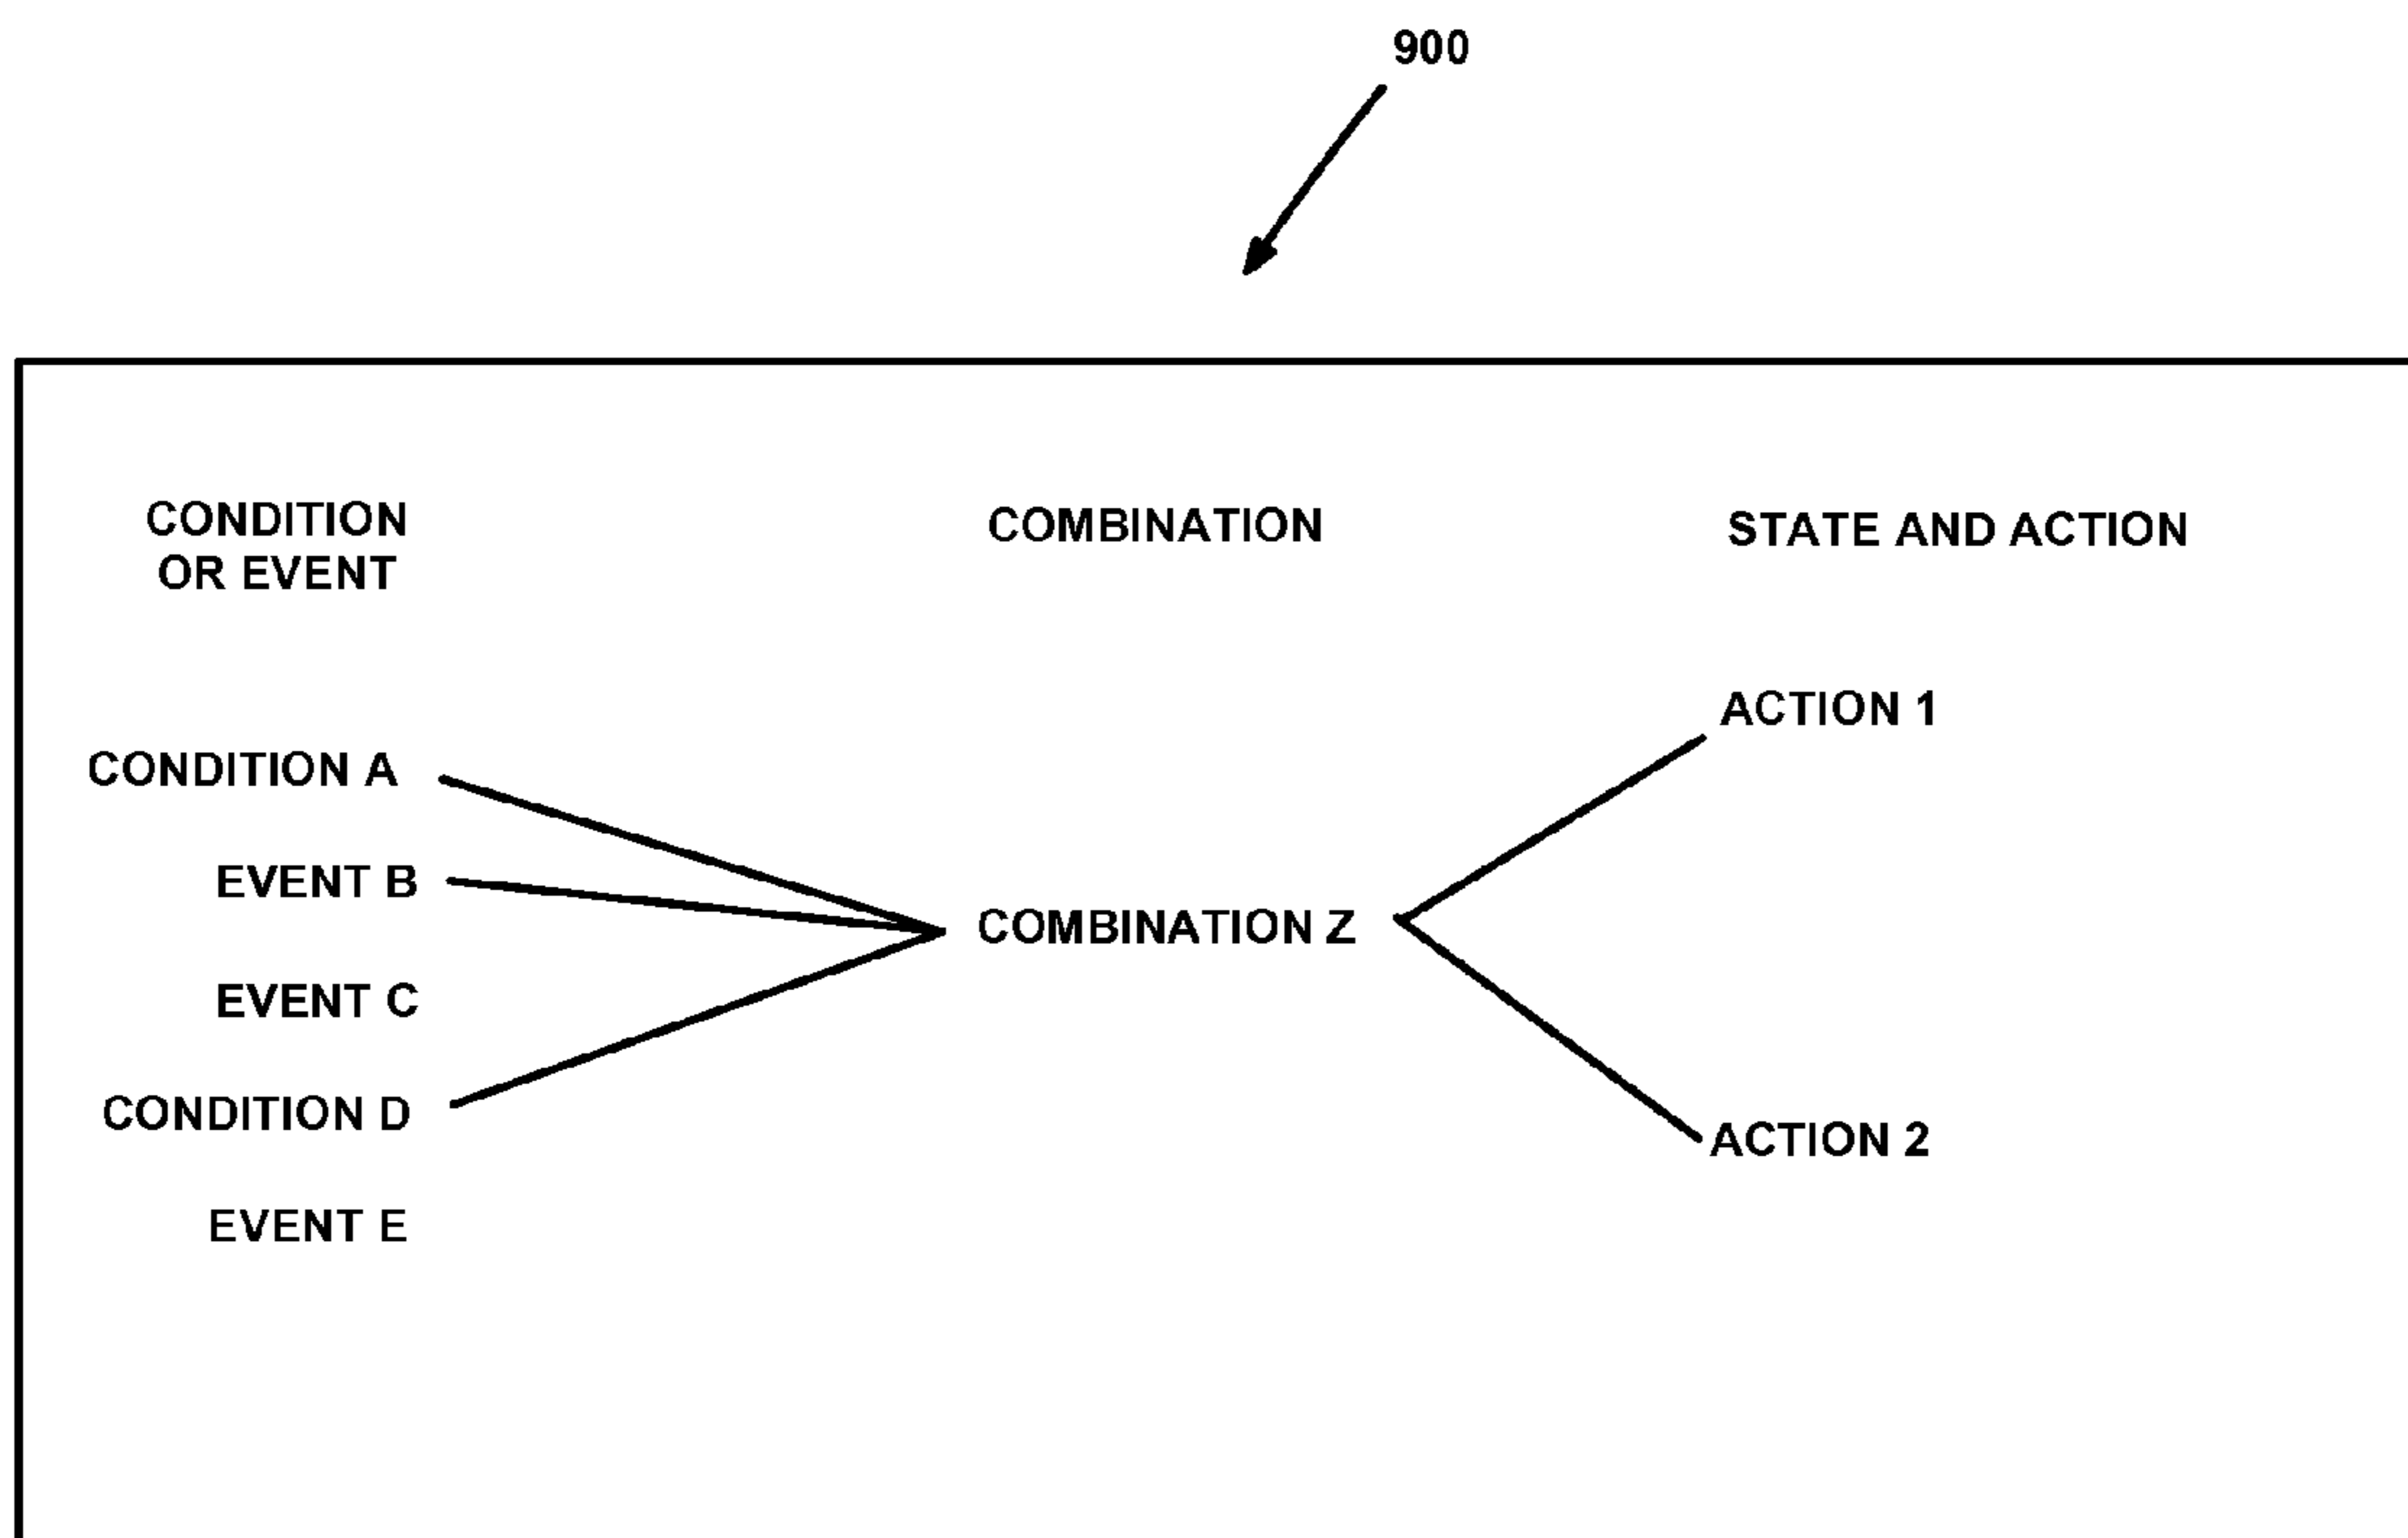 900
CONDITION
OR EVENT
COMBINATION
STATE AND ACTION
CONDITION A
EVENT B
EVENT C
CONDITION D
EVENT E
COMBINATION Z
ACTION 1
ACTION 2